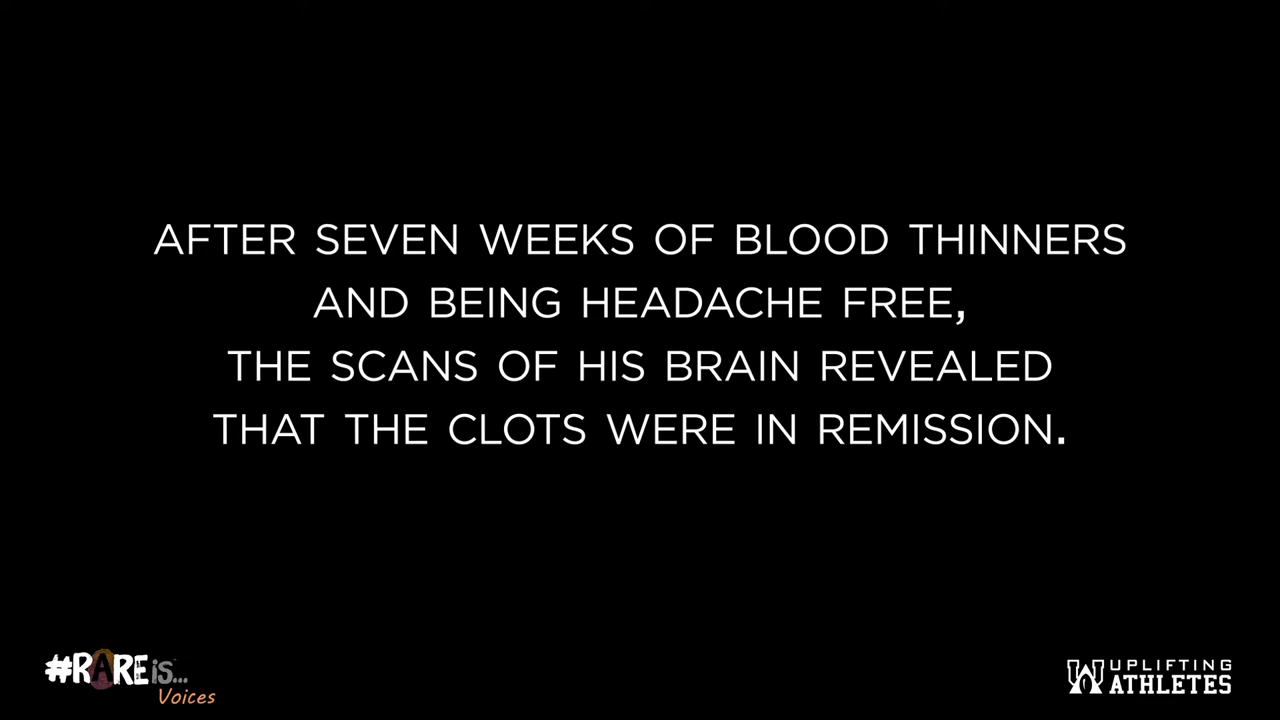 AFTER SEVEN WEEKS OF BLOOD THINNERS
AND BEING HEADACHE FREE,
THE SCANS OF HIS BRAIN REVEALED
THAT THE CLOTS WERE IN REMISSION.
#RAREis...
Voices
UPLIFTING
ATHLETES